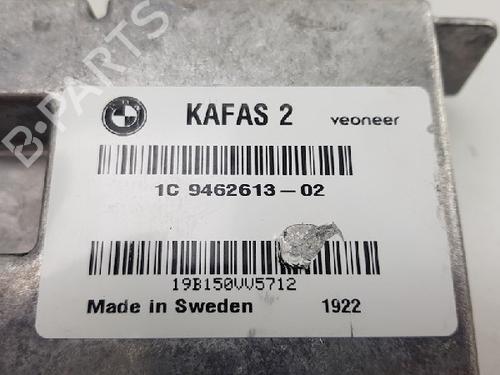 B-PARTS
KAFAS 2
veoneer
1C 9462613-02
19B150VV5712
Made in Sweden 1922